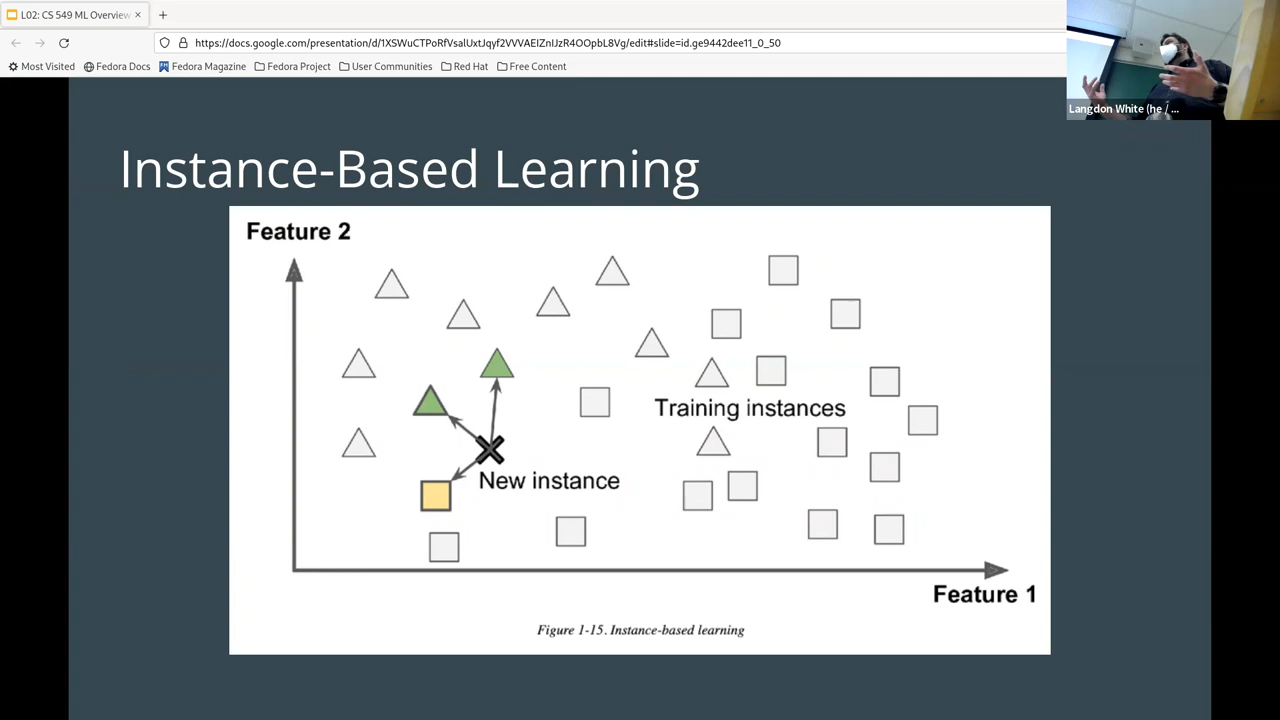 L02: CS 549 ML Overview
https://docs.google.com/presentation/d/1XSWuCTPoRfVsalUxtJqyf2VVVAEIZnIJzR4OOpbL8Vg/edit#slide=id.ge9442dee11_0_50
Most Visited Fedora Docs Fedora Magazine Fedora Project User Communities Red Hat Free Content
Langdon White (he / ...
Instance-Based Learning
Feature 2
Training instances
New instance
Feature 1
Figure 1-15. Instance-based learning